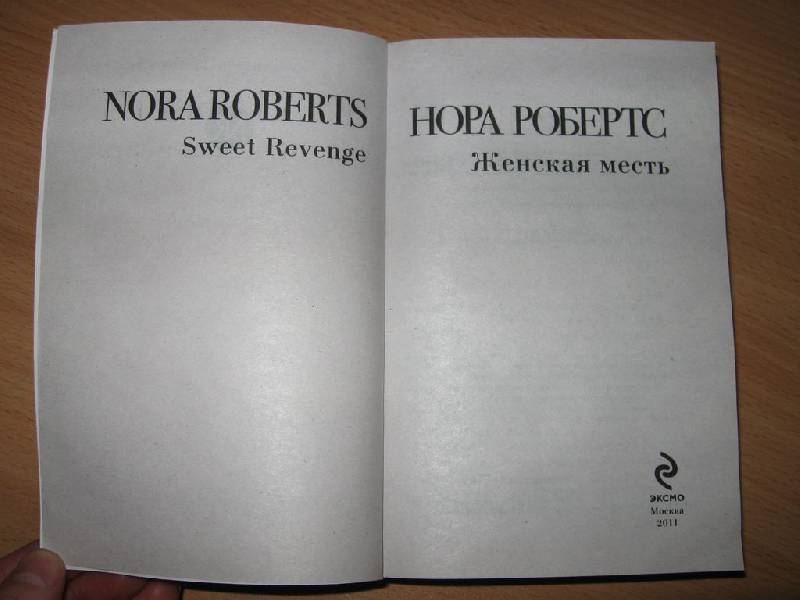 NORA ROBERTS
Sweet Revenge
НОРА РОБЕРТС
Женская месть
ЭКСМО
Москва
2011